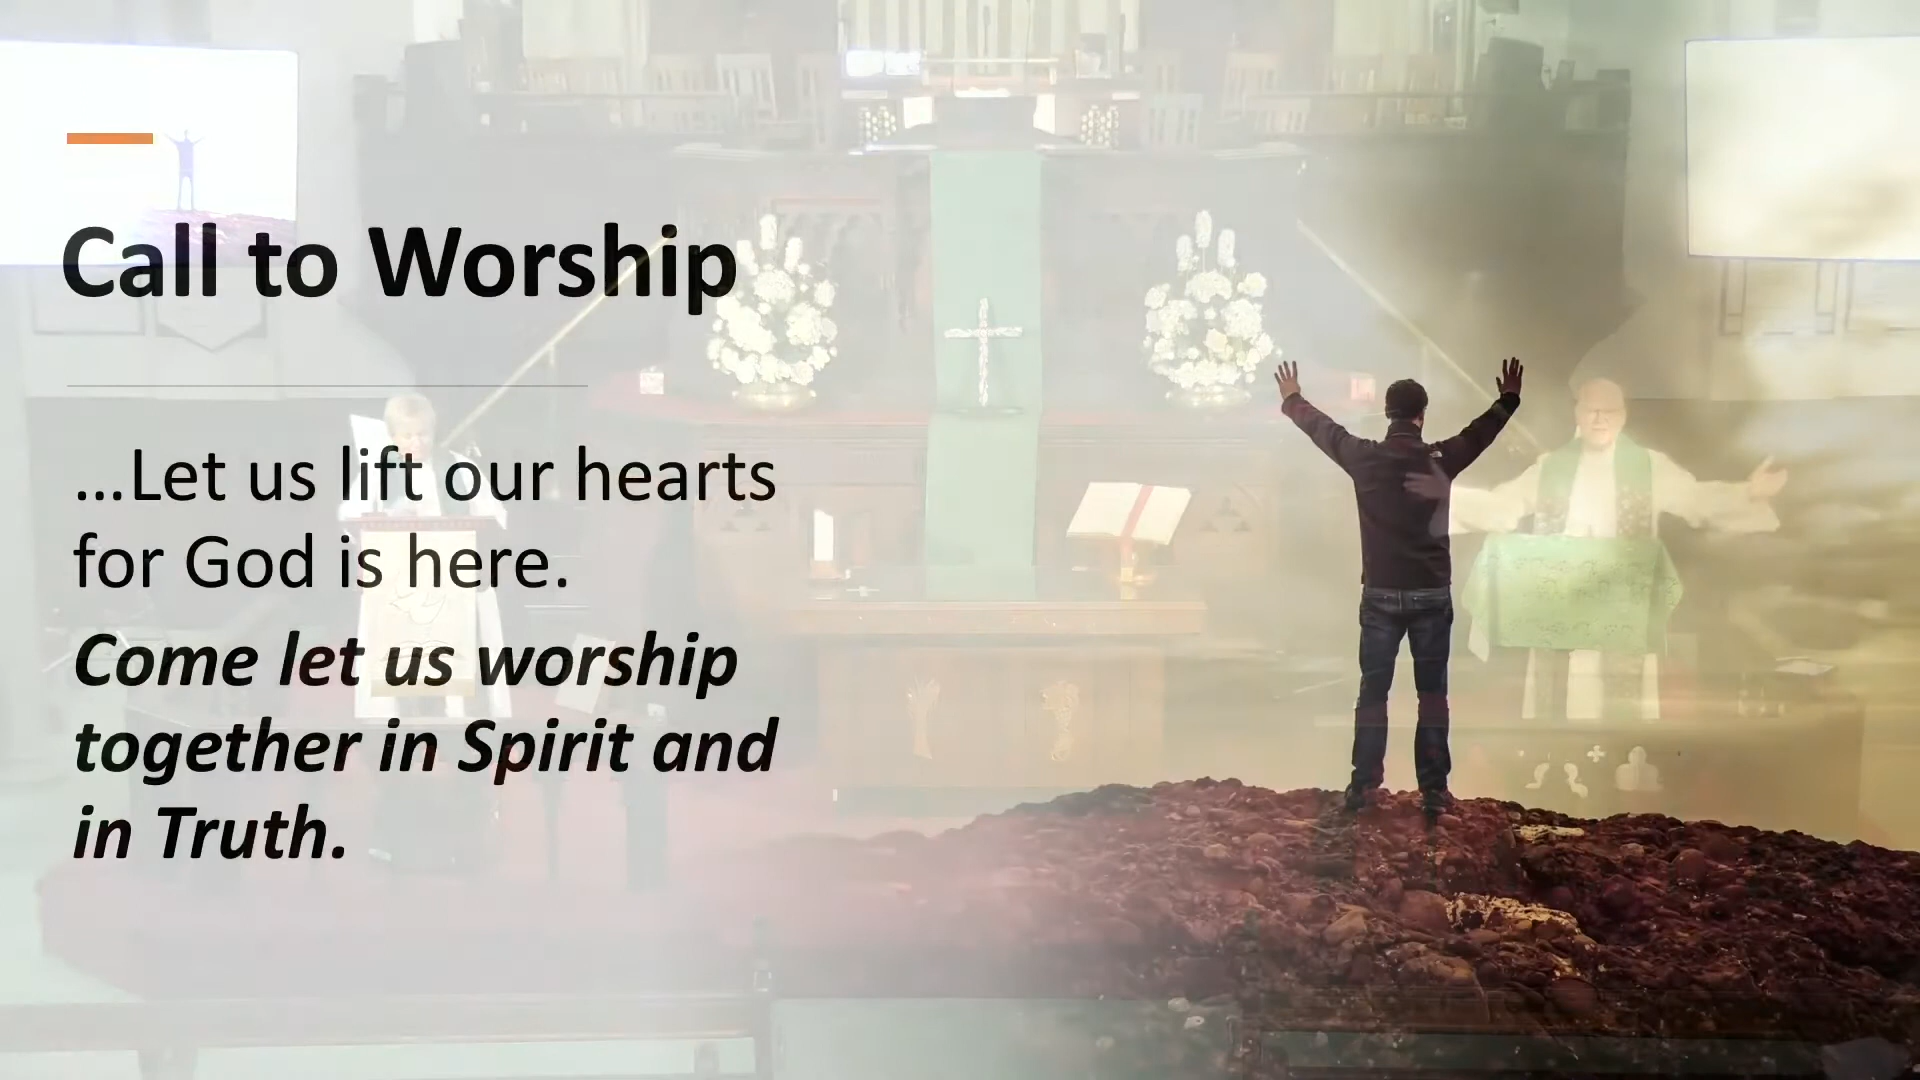 Call to Worship
...Let us lift our hearts
for God is here.
Come let us worship
together in Spirit and
in Truth.